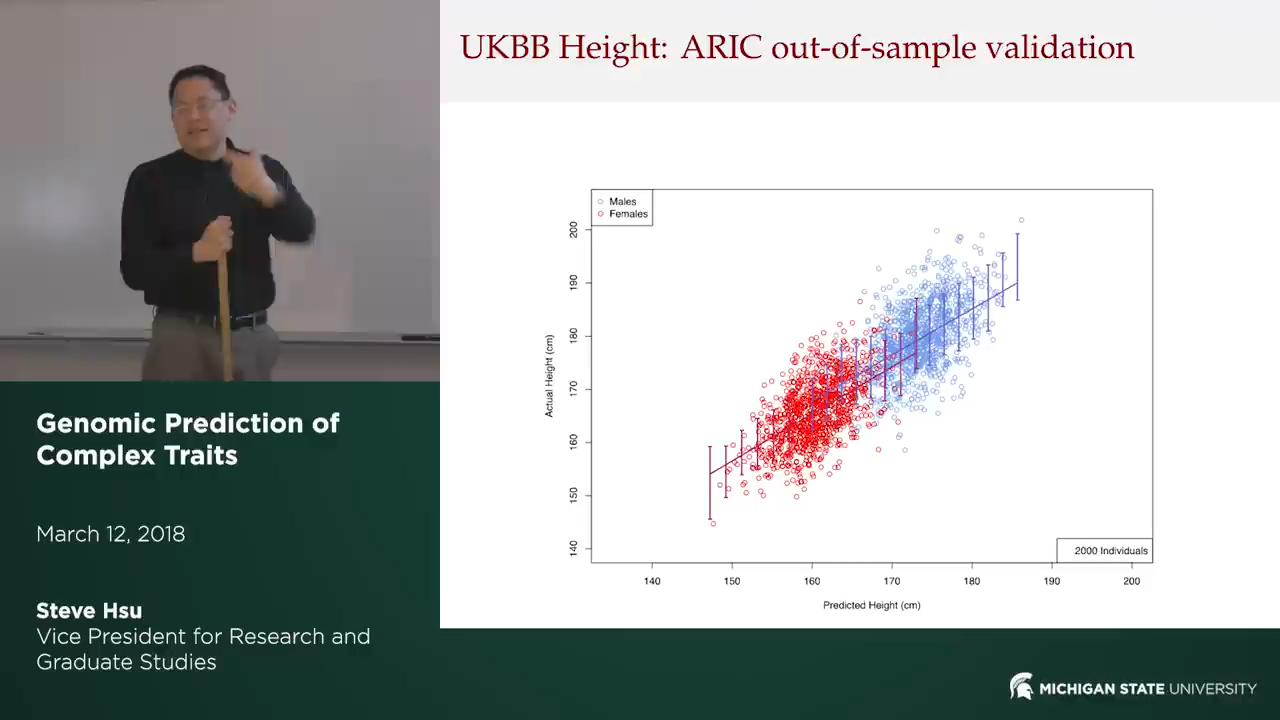 UKBB Height: ARIC out-of-sample validation
Males
Females
200
190
180
170
160
150
140
Actual Height (cm)
2000 Individuals
140 150 160 170 180 190 200
Predicted Height (cm)
Genomic Prediction of
Complex Traits
March 12, 2018
Steve Hsu
Vice President for Research and
Graduate Studies
MICHIGAN STATE UNIVERSITY